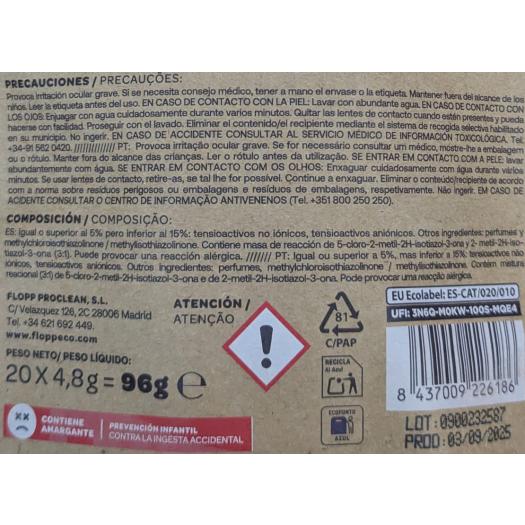 PRECAUCIONES / PRECAUÇÕES:
Provoca irritación ocular grave. Si se necesita consejo médico, tener a mano el envase o la etiqueta. Mantener fuera del alcance de los
niños. Leer la etiqueta antes del uso. EN CASO DE CONTACTO CON LA PIEL: Lavar con abundante agua. EN CASO DE CONTACTO CON
LOS OJOS: Enjuagar con agua cuidadosamente durante varios minutos. Quitar las lentes de contacto cuando estén presentes y pueda
hacerse con facilidad. Proseguir con el lavado. Eliminar el contenido/el recipiente mediante el sistema de recogida selectiva habilitado
en su municipio. No ingerir. EN CASO DE ACCIDENTE CONSULTAR AL SERVICIO MÉDICO DE INFORMACIÓN TOXICOLÓGICA, Tel.
+34-91 562 0420. //////////// PT: Provoca irritação ocular grave. Se for necessário consultar um médico, mostre-lhe a embalagem
ou o rótulo. Manter fora do alcance das crianças. Ler o rótulo antes da utilização. SE ENTRAR EM CONTACTO COM A PELE: lavar
abundantemente com água. SE ENTRAR EM CONTACTO COM OS OLHOS: Enxaguar com água cuidadosamente durante vários
minutos. Se usar lentes de contacto, retire-as, se tal lhe for possível. Continue a enxaguar. Eliminar o conteúdo/recipiente de acordo
com a norma sobre resíduos perigosos ou embalagens e resíduos de embalagens, respetivamente. Não ingerir. EM CASO DE
ACIDENTE CONSULTAR O CENTRO DE INFORMAÇÃO ANTIVENENOS (Tel. +351 800 250 250).
COMPOSICIÓN / COMPOSIÇÃO:
ES: Igual o superior al 5% pero inferior al 15%: tensioactivos no iónicos, tensioactivos aniónicos. Otros ingredientes: perfumes y
methylchloroisothiazolinone / methylisothiazolinone. Contiene masa de reacción de 5-cloro-2-metil-2H-isotiazol-3-ona y 2-metil-2H-iso-
tiazol-3-ona (3:1). Puede provocar una reacción alérgica. /////// PT: Igual ou superior a 5%, mas inferior a 15%: tensioactivos não
iónicos, tensioactivos aniónicos. Outros ingredientes: perfumes, methylchloroisothiazolinone / methylisothiazolinone. Contém mistura
reacional (3:1) de 5-cloro-2-metil-2H-isotiazol-3-ona e 2-metil-2H-isotiazol-3-ona. Pode provocar uma reação alérgica.
FLOPP PROCLEAN, S.L.
C/ Velazquez 126, 2C 28006 Madrid
Tel. +34 621 692 449.
www.floppeco.com
PESO NETO/ PESO LÍQUIDO:
20 X 4,8g = 96g e
CONTIENE
AMARGANTE
PREVENCIÓN INFANTIL
CONTRA LA INGESTA ACCIDENTAL
ATENCIÓN /
ATENÇÃO
81
C/PAP
RECICLA
Al Azul
ECOPUNTO
AZUL
EU Ecolabel: ES-CAT/020/010
UFI: 3N6Q-M0KW-100S-MQE4
8 437009 226186
LOT: 0900232587
PROD: 03/09/2025